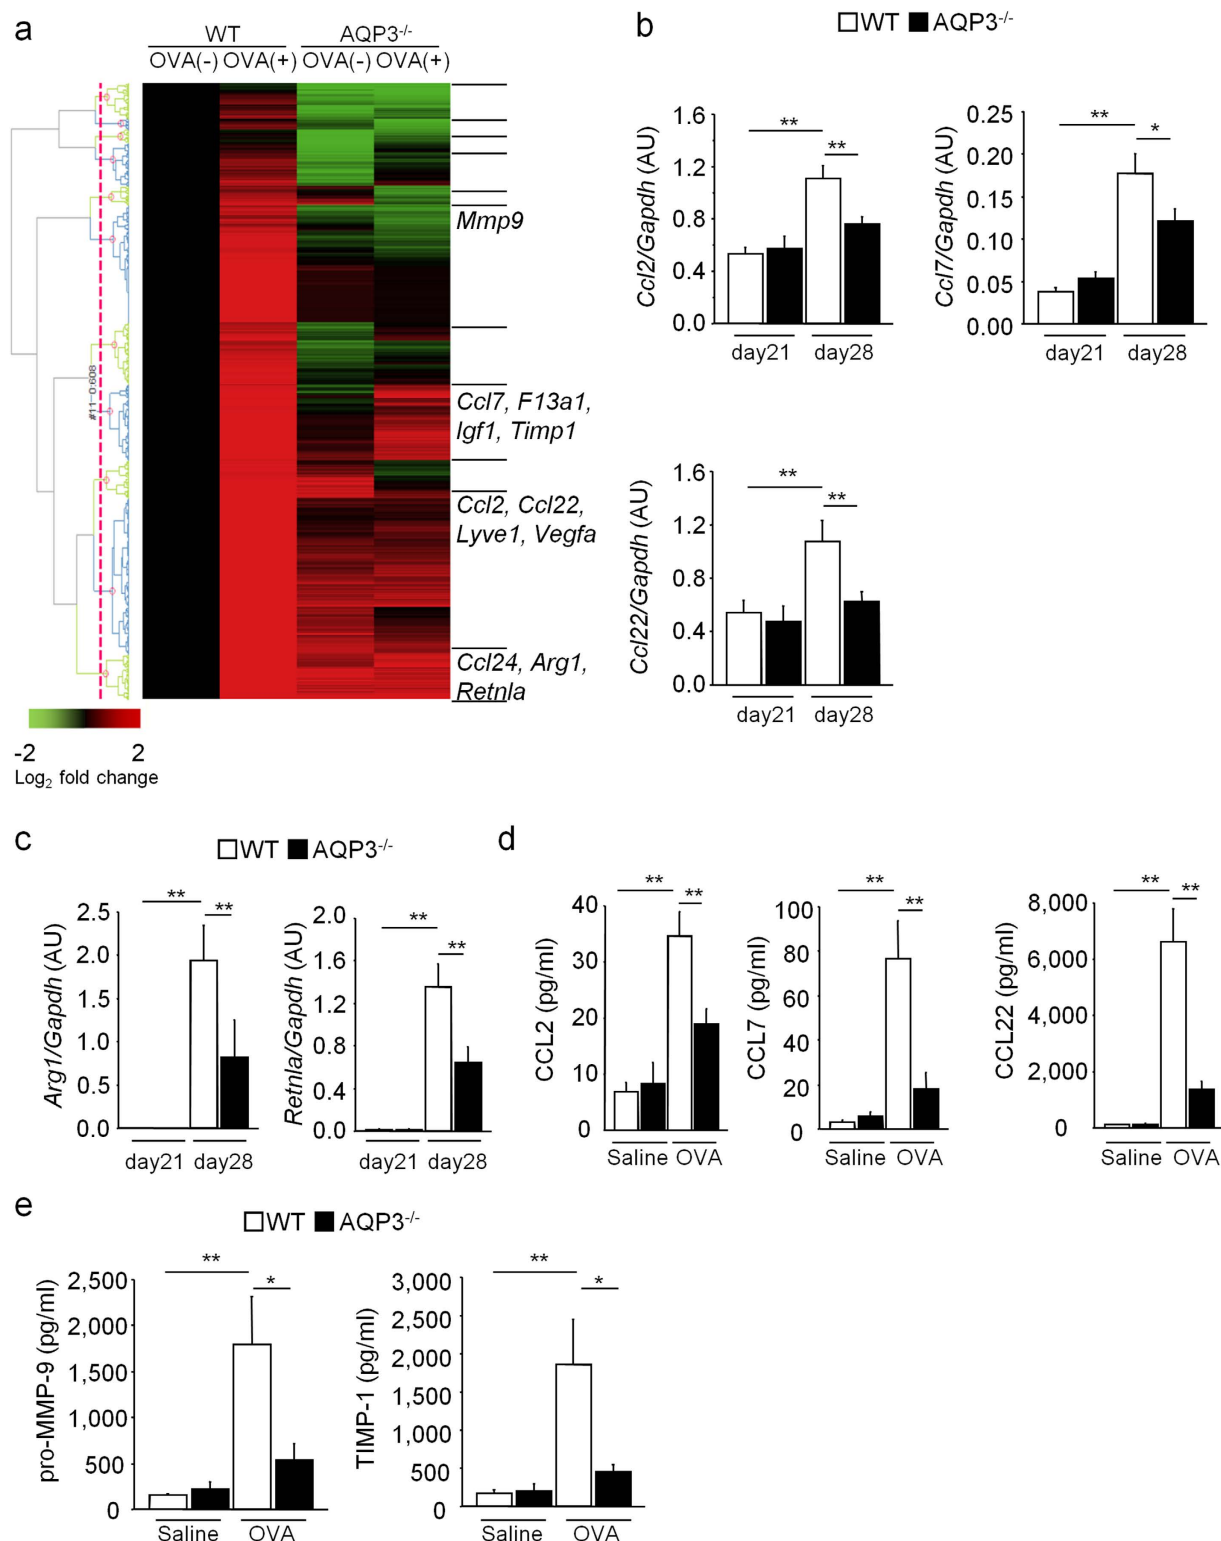 a
WT AQP3-/-
OVA(-) OVA(+) OVA(-) OVA(+)
Mmp9
#11-0.608
Ccl7, F13a1,
Igf1, Timp1
Ccl2, Ccl22,
Lyve1, Vegfa
Ccl24, Arg1,
Retnla
-2 2
Log2 fold change
b
WT AQP3-/-
Ccl2/Gapdh (AU)
1.6
1.2
0.8
0.4
0.0
**
**
day21 day28
Ccl7/Gapdh (AU)
0.25
0.20
0.15
0.10
0.05
0.00
**
*
day21 day28
Ccl22/Gapdh (AU)
1.6
1.2
0.8
0.4
0.0
**
**
day21 day28
c
WT AQP3-/-
Arg1/Gapdh (AU)
2.5
2.0
1.5
1.0
0.5
0.0
**
**
day21 day28
Retnla/Gapdh (AU)
2.0
1.6
1.2
0.8
0.4
0.0
**
**
day21 day28
d
CCL2 (pg/ml)
40
30
20
10
0
**
**
Saline OVA
CCL7 (pg/ml)
100
80
60
40
20
0
**
**
Saline OVA
CCL22 (pg/ml)
8,000
6,000
4,000
2,000
0
**
**
Saline OVA
e
WT AQP3-/-
pro-MMP-9 (pg/ml)
2,500
2,000
1,500
1,000
500
0
**
*
Saline OVA
TIMP-1 (pg/ml)
3,000
2,500
2,000
1,500
1,000
500
0
**
*
Saline OVA